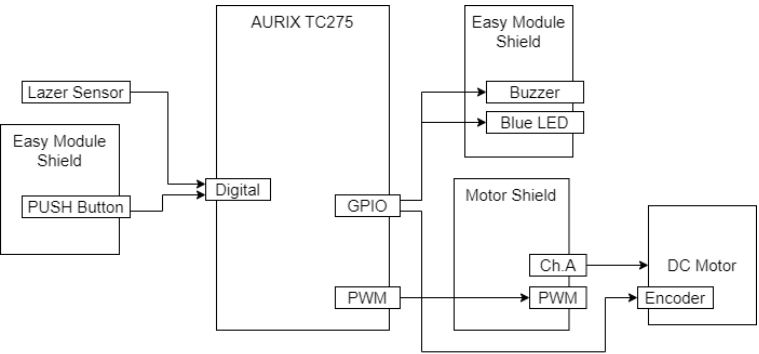 AURIX TC275
Easy Module
Shield
Lazer Sensor
Buzzer
Blue LED
Easy Module
Shield
PUSH Button
Digital
GPIO
Motor Shield
Ch.A
DC Motor
PWM
PWM
Encoder